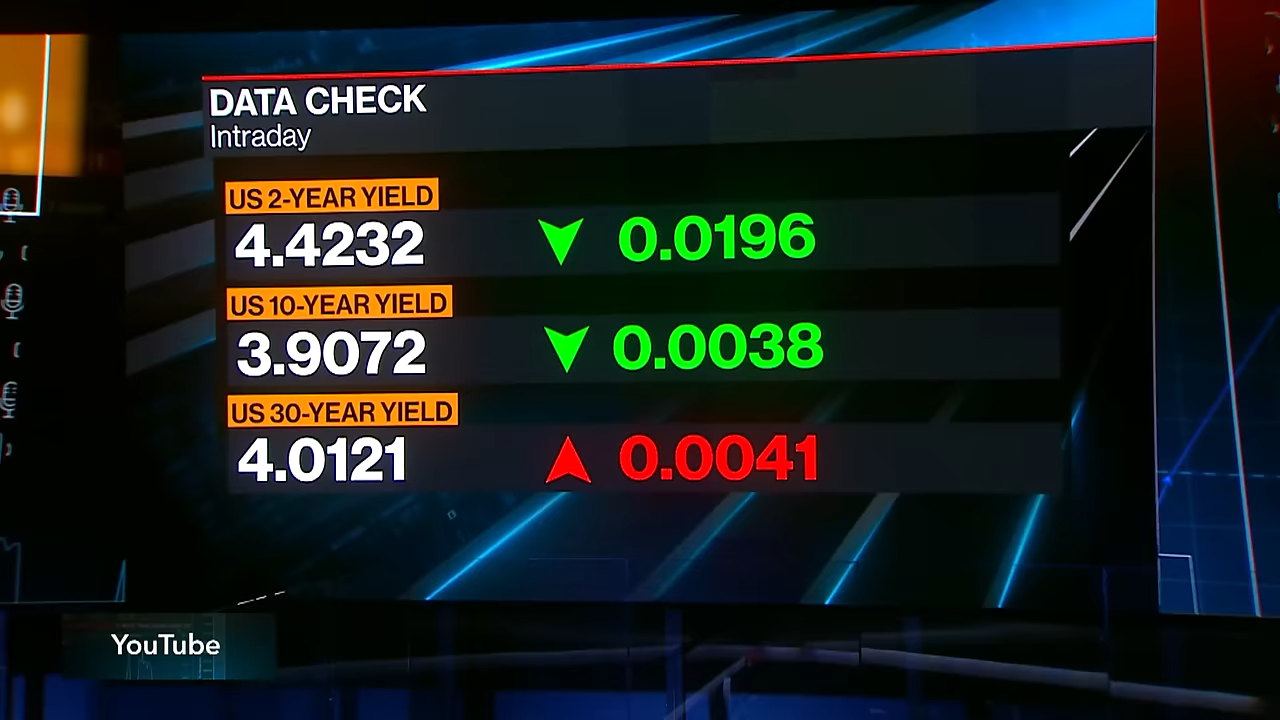 DATA CHECK
Intraday
US 2-YEAR YIELD
4.4232 ▼ 0.0196
US 10-YEAR YIELD
3.9072 ▼ 0.0038
US 30-YEAR YIELD
4.0121 ▲ 0.0041
YouTube